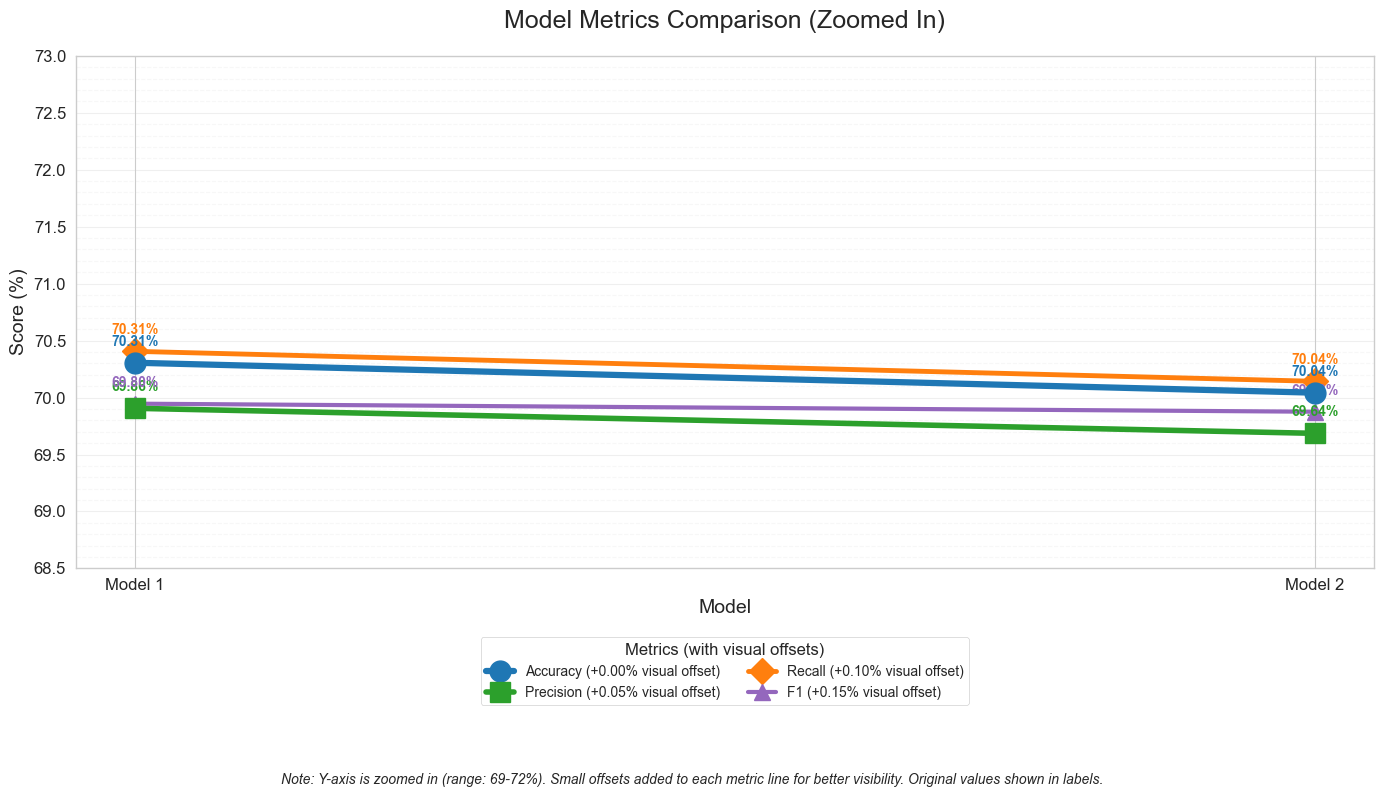 Model Metrics Comparison (Zoomed In)
73.0
72.5
72.0
71.5
71.0
70.5
70.0
69.5
69.0
68.5
Score (%)
70.31%
70.31%
70.04%
70.04%
69.64%
Model 1
Model 2
Model
Metrics (with visual offsets)
Accuracy (+0.00% visual offset)
Recall (+0.10% visual offset)
Precision (+0.05% visual offset)
F1 (+0.15% visual offset)
Note: Y-axis is zoomed in (range: 69-72%). Small offsets added to each metric line for better visibility. Original values shown in labels.